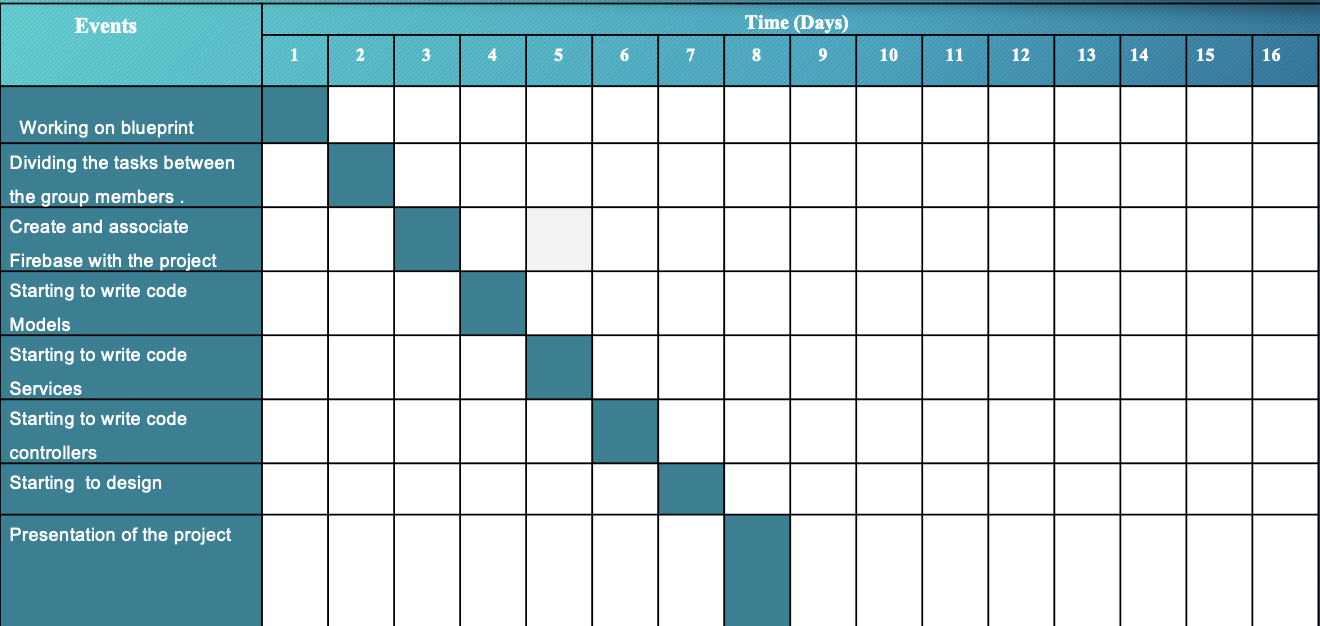 Events
Time (Days)
1 2 3 4 5 6 7 8 9 10 11 12 13 14 15 16
Working on blueprint
Dividing the tasks between
the group members .
Create and associate
Firebase with the project
Starting to write code
Models
Starting to write code
Services
Starting to write code
controllers
Starting  to design
Presentation of the project